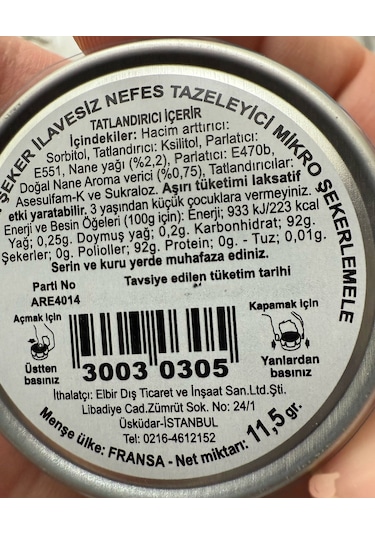 ŞEKER İLAVESİZ NEFES TAZELEYİCİ MİKRO ŞEKERLEMELE
TATLANDIRICI İÇERİR
İçindekiler: Hacim arttırıcı:
Sorbitol, Tatlandırıcı: Ksilitol, Parlatıcı:
E551, Nane yağı (%2,2), Parlatıcı: E470b,
Doğal Nane Aroma verici (%0,75), Tatlandırıcılar:
Asesulfam-K ve Sukraloz. Aşırı tüketimi laksatif
etki yaratabilir. 3 yaşından küçük çocuklara vermeyiniz.
Enerji ve Besin Öğeleri (100g için): Enerji; 933 kJ/223 kcal
Yağ; 0,25g. Doymuş yağ; 0,2g. Karbonhidrat: 92g.
Şekerler; 0g. Polioller; 92g. Protein; 0g. - Tuz; 0,01g.
Serin ve kuru yerde muhafaza ediniz.
Parti No
Tavsiye edilen tüketim tarihi
ARE4014
Açmak için
Üstten
basınız
3003 0305
Kapamak için
Yanlardan
basınız
İthalatçı: Elbir Dış Ticaret ve İnşaat San.Ltd.Şti.
Libadiye Cad.Zümrüt Sok. No: 24/1
Üsküdar-İSTANBUL
Tel: 0216-4612152
Menşe ülke: FRANSA - Net miktarı: 11,5 gr.